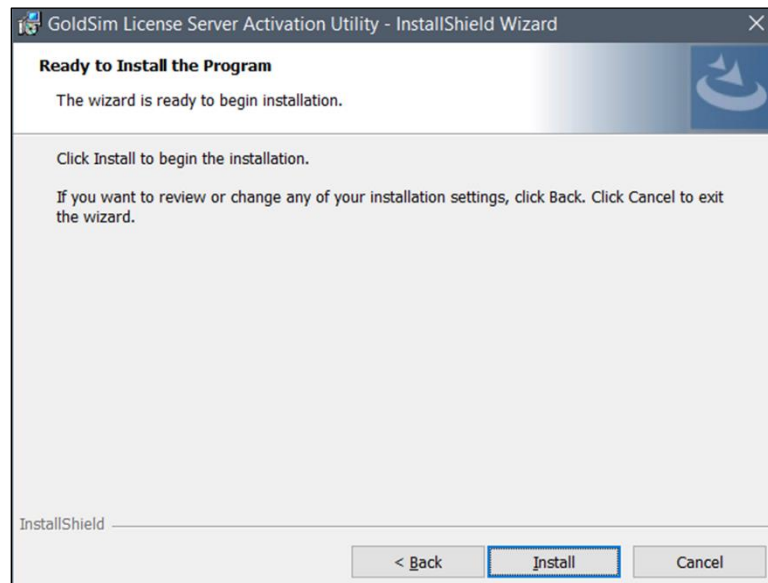 GoldSim License Server Activation Utility - InstallShield Wizard
Ready to Install the Program
The wizard is ready to begin installation.
Click Install to begin the installation.
If you want to review or change any of your installation settings, click Back. Click Cancel to exit
the wizard.
InstallShield
< Back
Install
Cancel